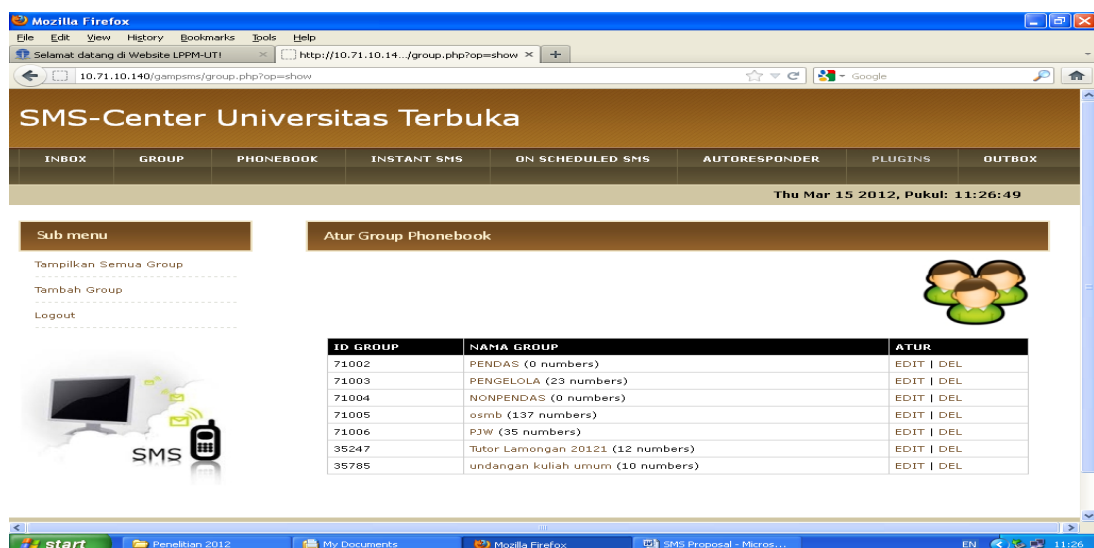 Mozilla Firefox
File Edit View History Bookmarks Tools Help
Selamat datang di Website LPPM-UT! http://10.71.10.14.../group.php?op=show
10.71.10.140/gampsms/group.php?op=show Google
SMS-Center Universitas Terbuka
INBOX GROUP PHONEBOOK INSTANT SMS ON SCHEDULED SMS AUTORESPONDER PLUGINS OUTBOX
Thu Mar 15 2012, Pukul: 11:26:49
Sub menu
Tampilkan Semua Group
Tambah Group
Logout
SMS
Atur Group Phonebook
ID GROUP NAMA GROUP ATUR
71002 PENDAS (0 numbers) EDIT | DEL
71003 PENGELOLA (23 numbers) EDIT | DEL
71004 NONPENDAS (0 numbers) EDIT | DEL
71005 osmb (137 numbers) EDIT | DEL
71006 PJW (35 numbers) EDIT | DEL
35247 Tutor Lamongan 20121 (12 numbers) EDIT | DEL
35785 undangan kuliah umum (10 numbers) EDIT | DEL
start Penelitian 2012 My Documents Mozilla Firefox SMS Proposal - Micros... EN 11:26